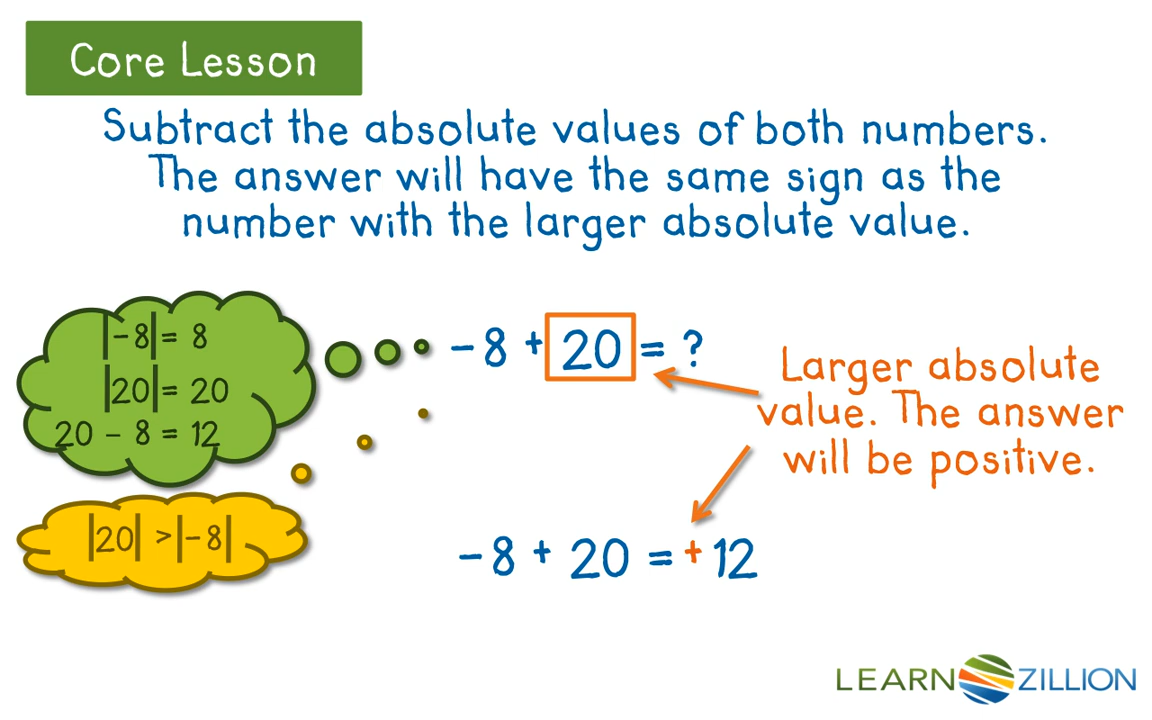 Core Lesson
Subtract the absolute values of both numbers.
The answer will have the same sign as the
number with the larger absolute value.
|-8| = 8
|20| = 20
20 - 8 = 12
-8 + 20 = ?
Larger absolute
value. The answer
will be positive.
|20| > |-8|
-8 + 20 = +12
LEARN ZILLION